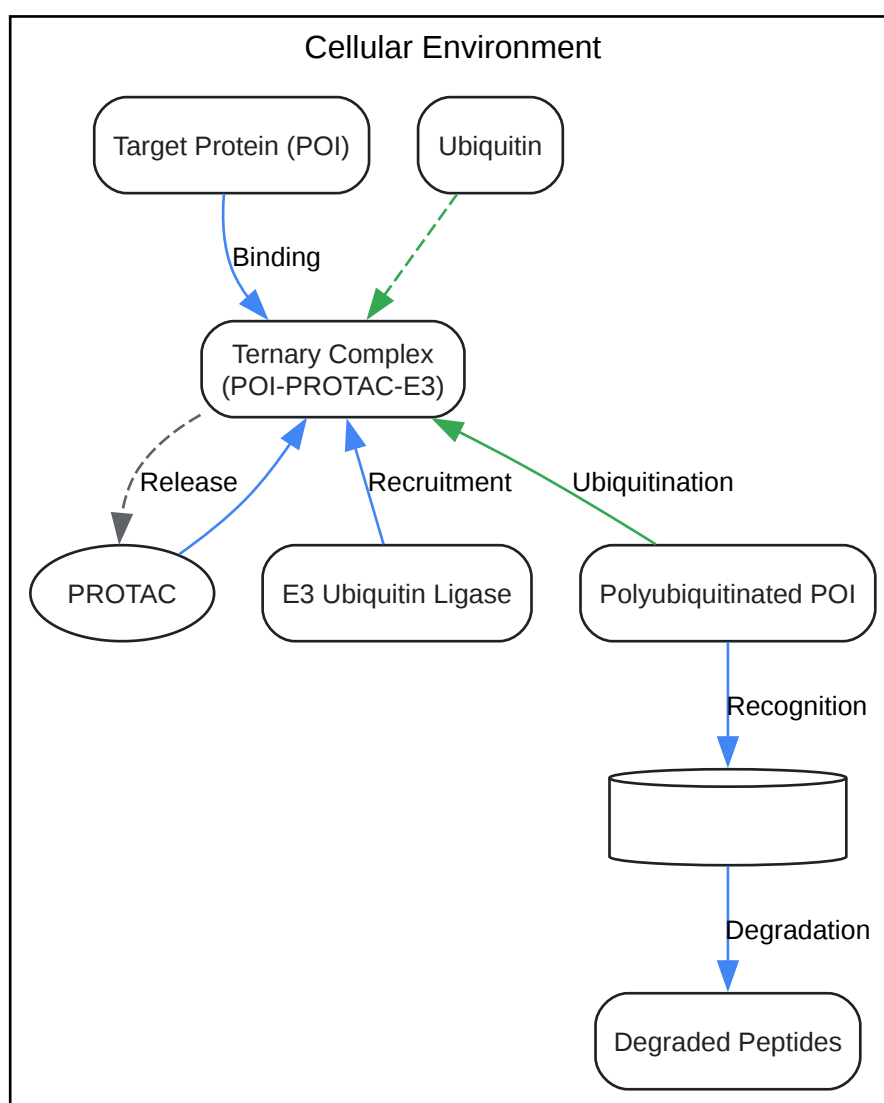 Cellular Environment
Target Protein (POI)
Ubiquitin
Binding
Ternary Complex
(POI-PROTAC-E3)
Release
Recruitment
Ubiquitination
PROTAC
E3 Ubiquitin Ligase
Polyubiquitinated POI
Recognition
Degradation
Degraded Peptides